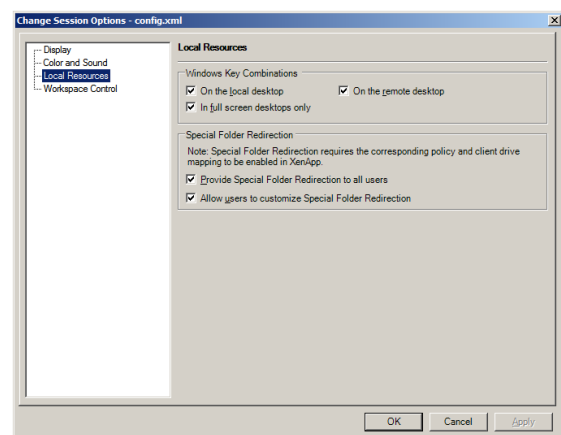 Change Session Options - config.xml
Display
Color and Sound
Local Resources
Workspace Control
Local Resources
Windows Key Combinations
On the local desktop
On the remote desktop
In full screen desktops only
Special Folder Redirection
Note: Special Folder Redirection requires the corresponding policy and client drive
mapping to be enabled in XenApp.
Provide Special Folder Redirection to all users
Allow users to customize Special Folder Redirection
OK
Cancel
Apply